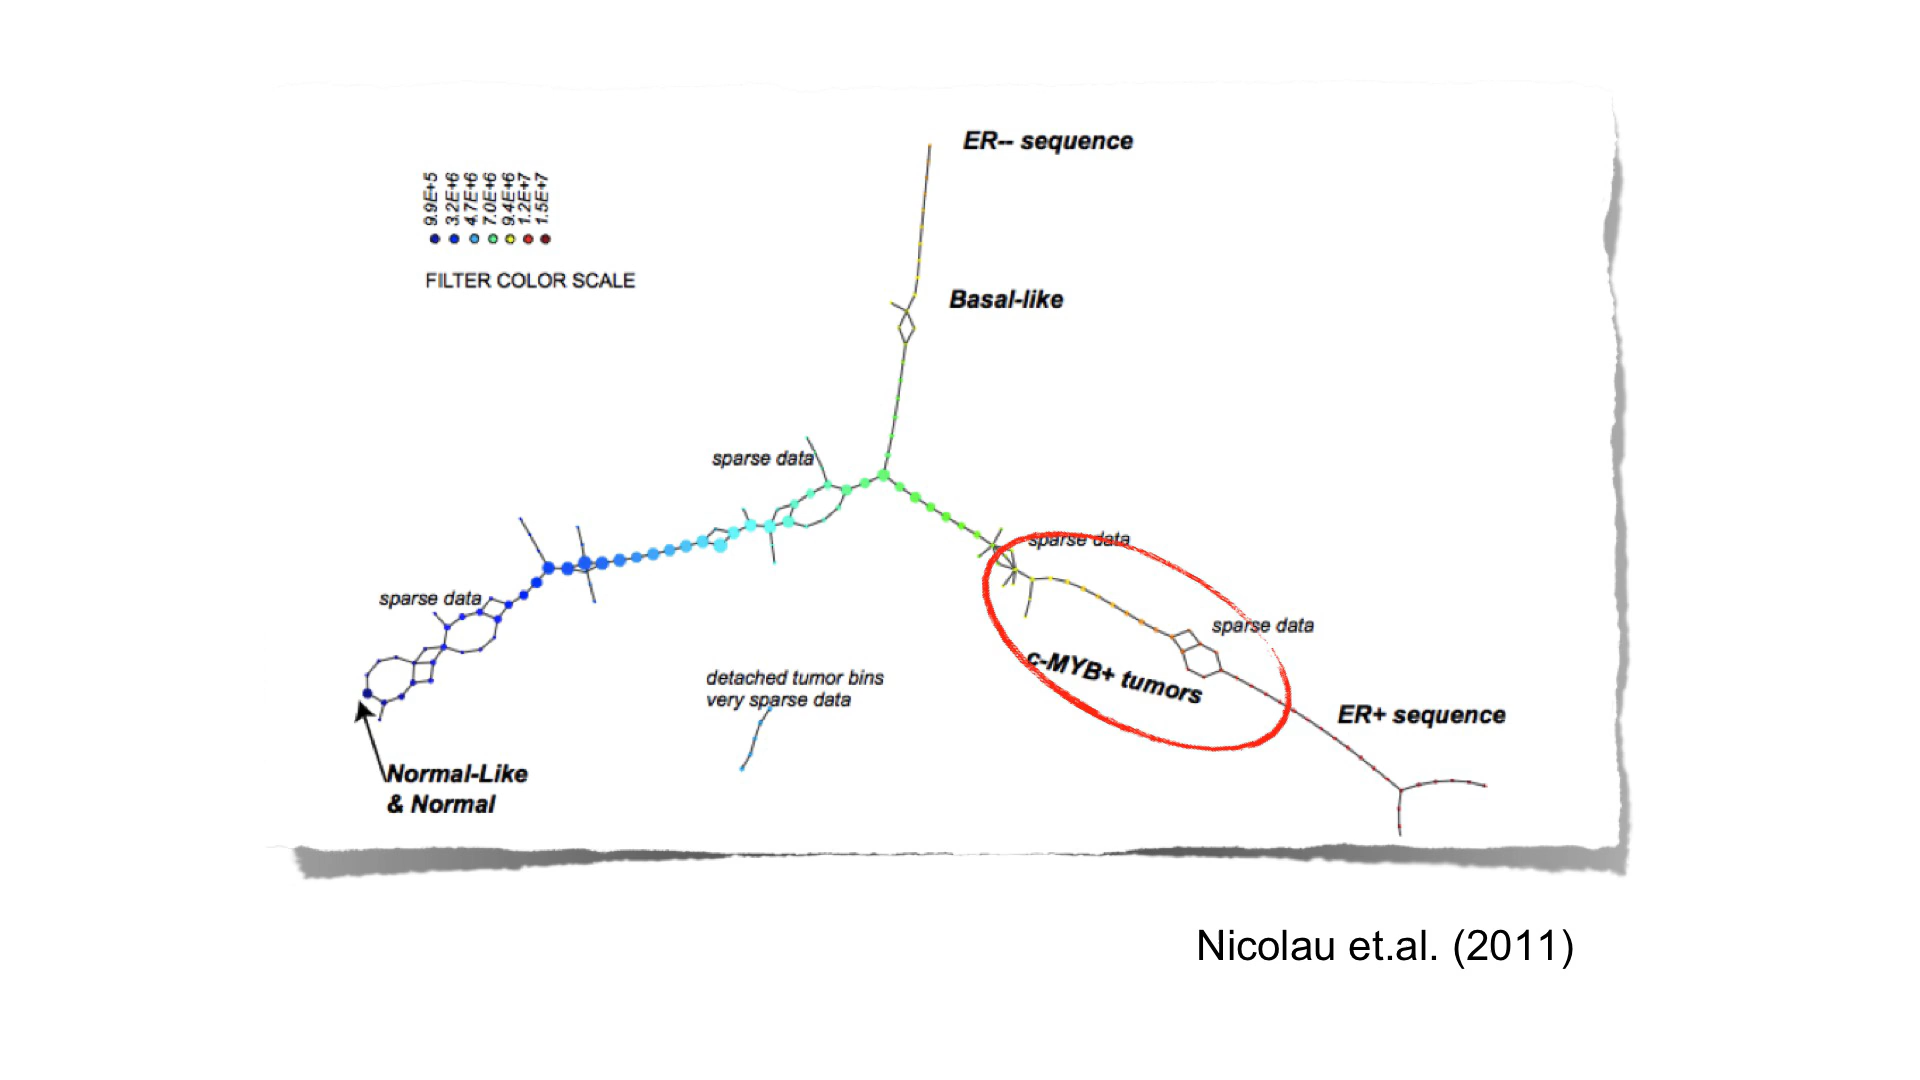 ER-- sequence
9.9E+5
3.2E+6
4.7E+6
7.0E+6
9.4E+6
1.2E+7
1.5E+7
FILTER COLOR SCALE
Basal-like
sparse data
sparse data
sparse data
sparse data
c-MYB+ tumors
detached tumor bins
very sparse data
ER+ sequence
Normal-Like
& Normal
Nicolau et.al. (2011)